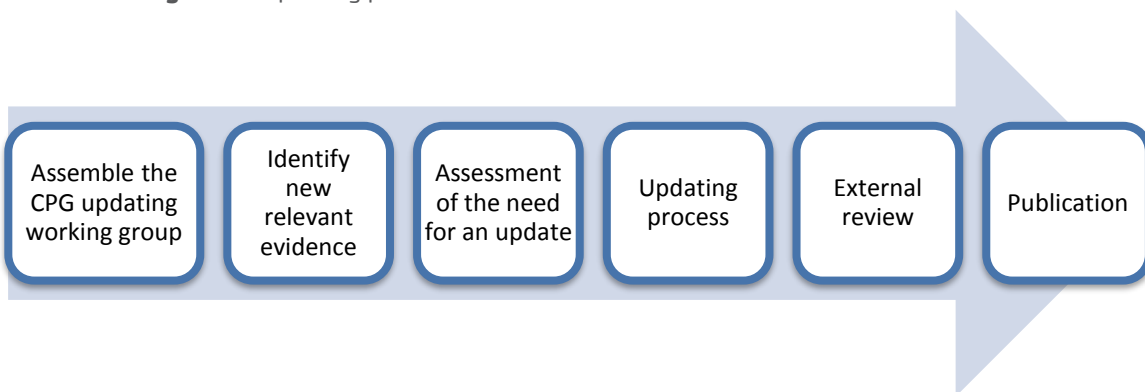 Assemble the
CPG updating
working group
Identify
new
relevant
evidence
Assessment
of the need
for an update
Updating
process
External
review
Publication